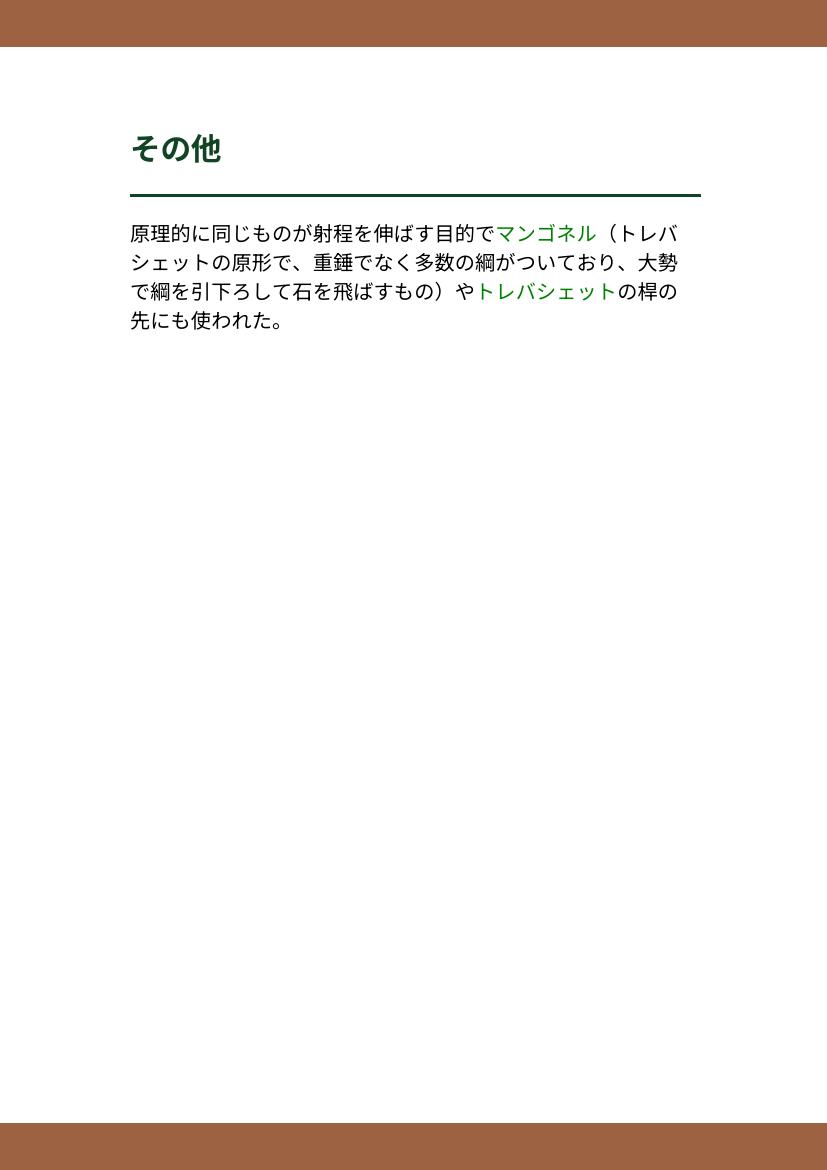 その他
原理的に同じものが射程を伸ばす目的でマンゴネル（トレバ
シェットの原形で、重錘でなく多数の綱がついており、大勢
で綱を引下ろして石を飛ばすもの）やトレバシェットの桿の
先にも使われた。